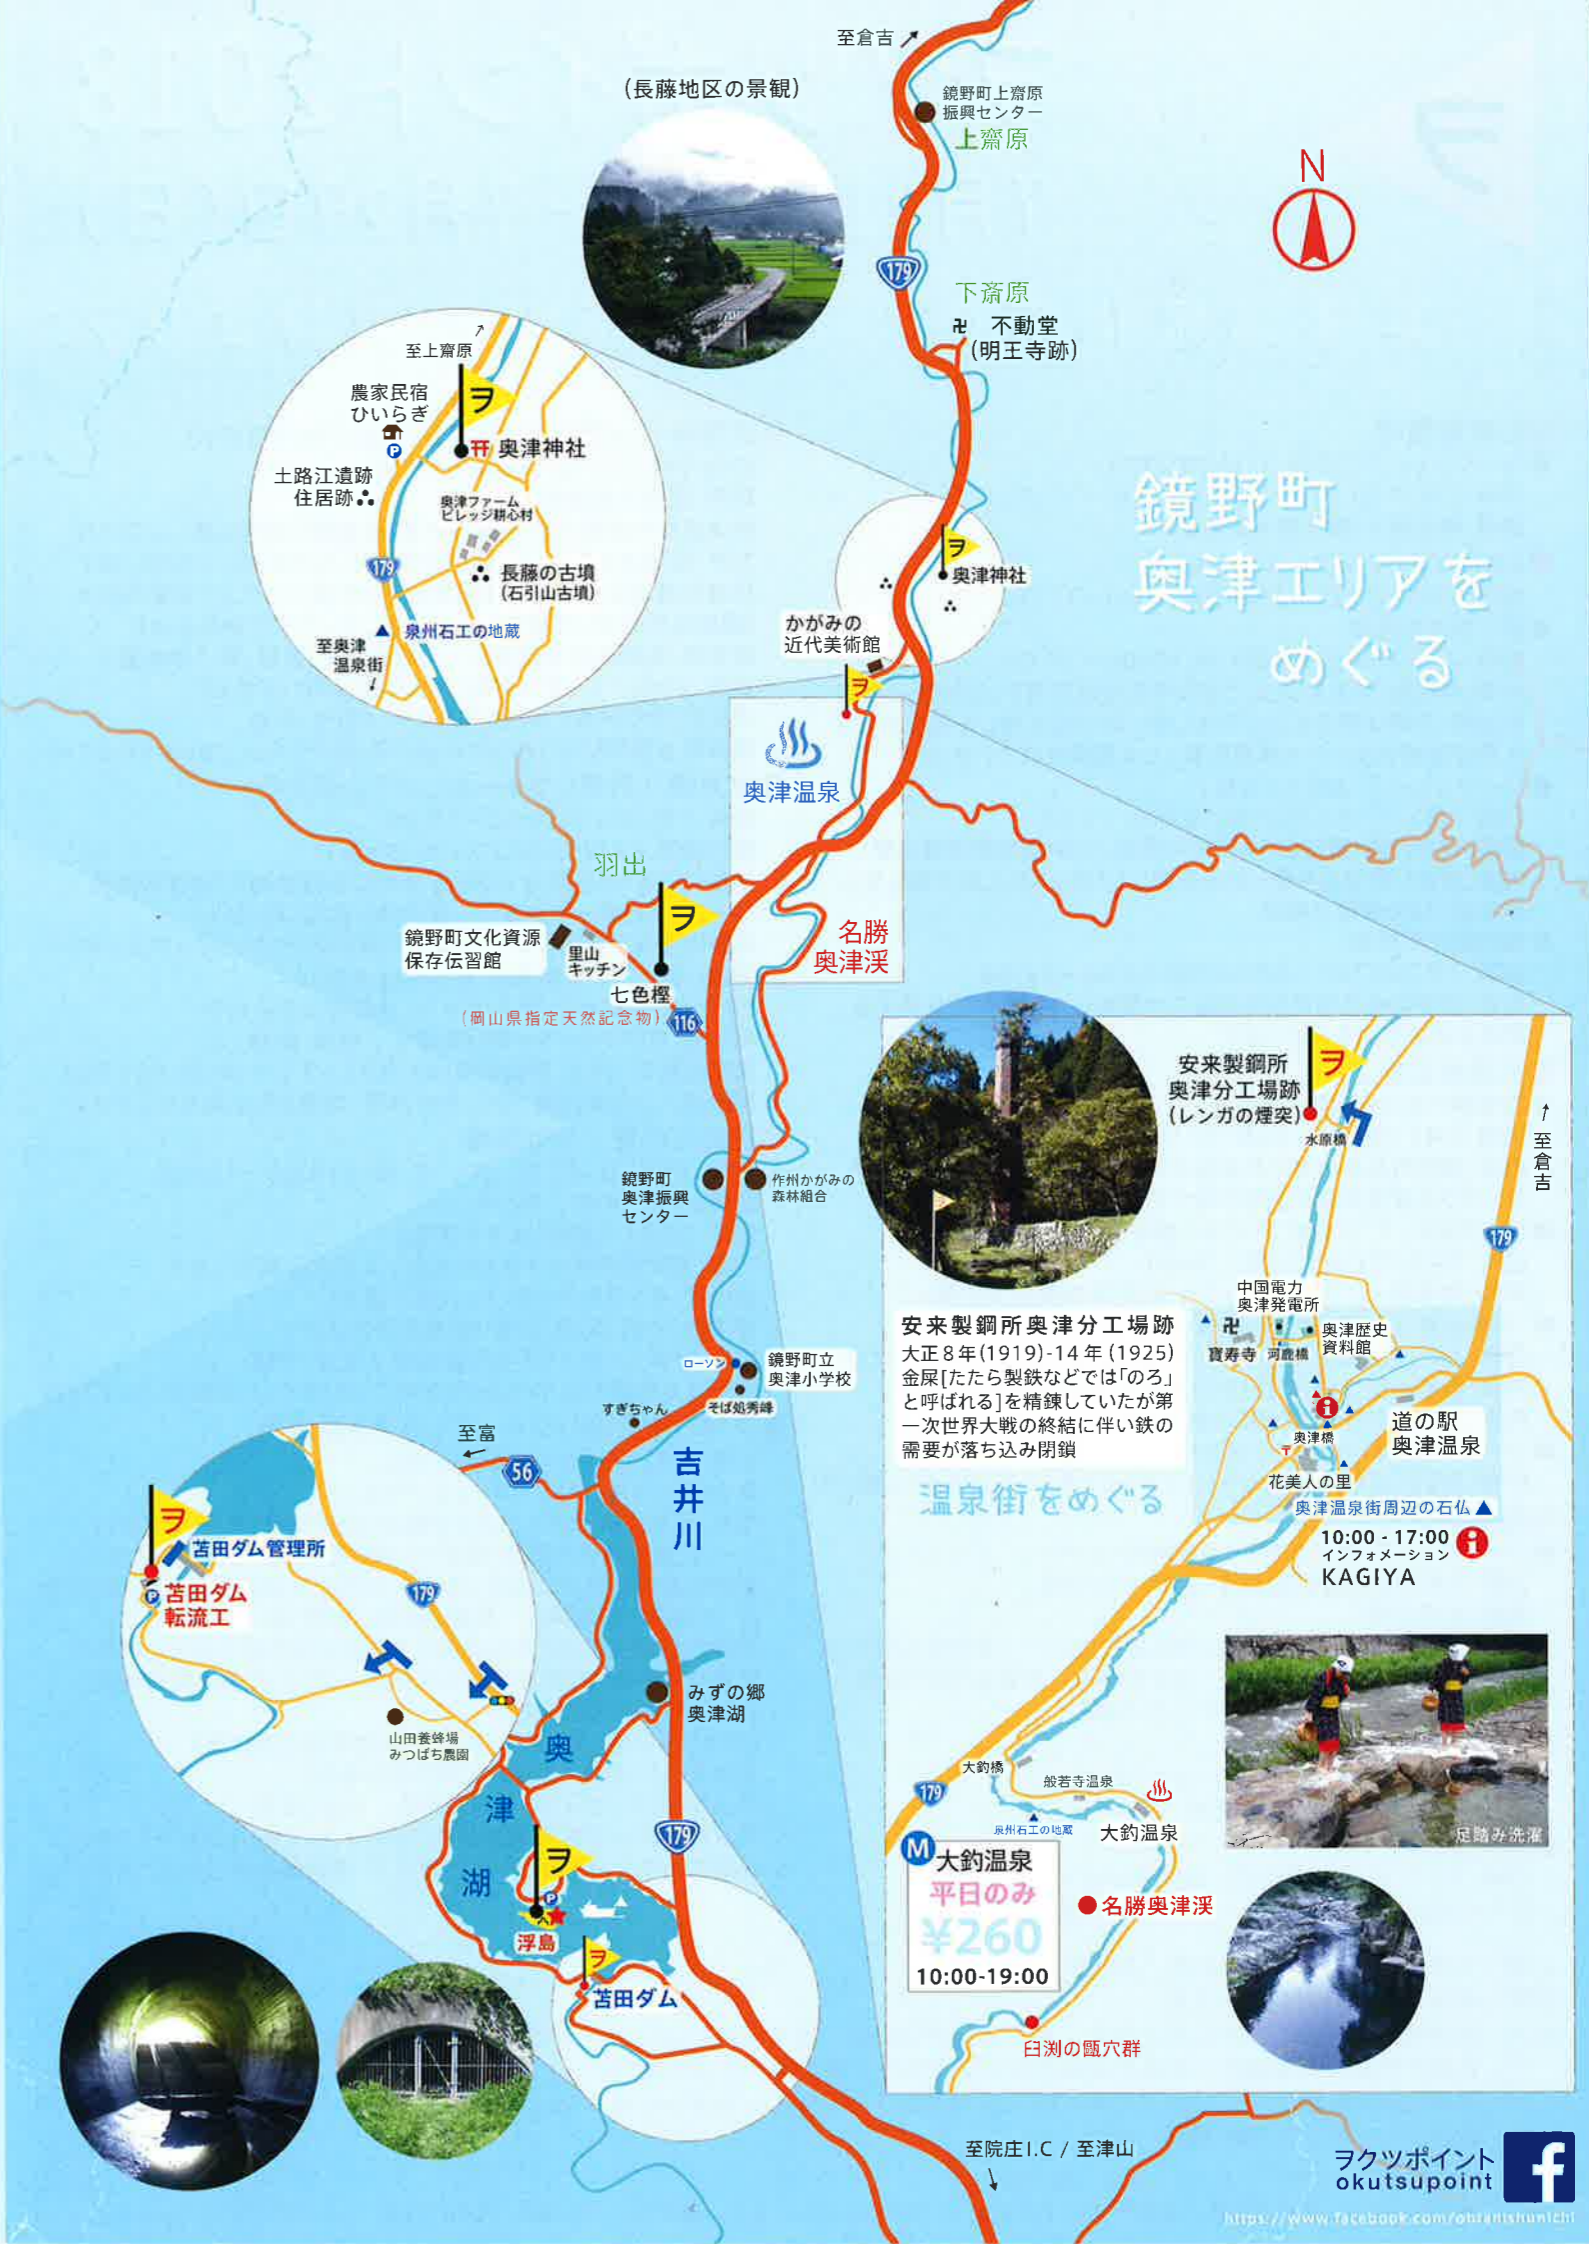 至倉吉
(長藤地区の景観)
鏡野町上齋原
振興センター
上齋原
N
179
下斎原
卍 不動堂
(明王寺跡)
至上齋原
農家民宿
ひいらぎ
ヲ
P
奥津神社
土路江遺跡
住居跡
奥津ファーム
ビレッジ耕心村
179
長藤の古墳
(石引山古墳)
泉州石工の地蔵
至奥津
温泉街
鏡野町
奥津エリアを
めぐる
ヲ
奥津神社
かがみの
近代美術館
ヲ
奥津温泉
羽出
ヲ
名勝
奥津渓
鏡野町文化資源
保存伝習館
里山
キッチン
七色樫
(岡山県指定天然記念物)
116
安来製鋼所
奥津分工場跡
(レンガの煙突)
ヲ
水原橋
至倉吉
鏡野町
奥津振興
センター
作州かがみの
森林組合
179
中国電力
奥津発電所
卍
寶寿寺
河鹿橋
奥津歴史
資料館
安来製鋼所奥津分工場跡
大正8年(1919)-14年(1925)
金屎[たたら製鉄などでは「のろ」
と呼ばれる]を精錬していたが第
一次世界大戦の終結に伴い鉄の
需要が落ち込み閉鎖
ローソン
鏡野町立
奥津小学校
そば処秀峰
すぎちゃん
i
奥津橋
〒
道の駅
奥津温泉
花美人の里
奥津温泉街周辺の石仏
温泉街をめぐる
10:00 - 17:00
インフォメーション
KAGIYA
i
至富
56
吉井川
ヲ
苫田ダム管理所
P
苫田ダム
転流工
179
山田養蜂場
みつばち農園
みずの郷
奥津湖
奥津湖
179
ヲ
P
浮島
ヲ
苫田ダム
足踏み洗濯
大釣橋
般若寺温泉
179
泉州石工の地蔵
大釣温泉
M
大釣温泉
平日のみ
¥260
10:00-19:00
名勝奥津渓
臼渕の甌穴群
至院庄I.C / 至津山
ヲクツポイント
okutsupoint
f
https://www.facebook.com/ohtanishunichi